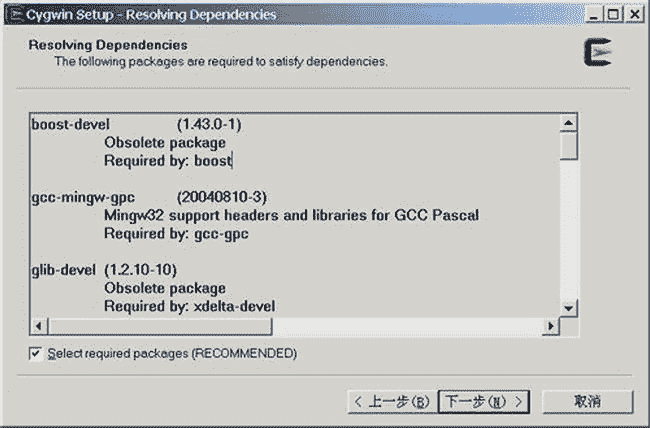 Cygwin Setup - Resolving Dependencies
Resolving Dependencies
The following packages are required to satisfy dependencies.
boost-devel (1.43.0-1)
Obsolete package
Required by: boost
gcc-mingw-gpc (20040810-3)
Mingw32 support headers and libraries for GCC Pascal
Required by: gcc-gpc
glib-devel (1.2.10-10)
Obsolete package
Required by: xdelta-devel
Select required packages (RECOMMENDED)
< 上一步(B) 下一步(N) > 取消